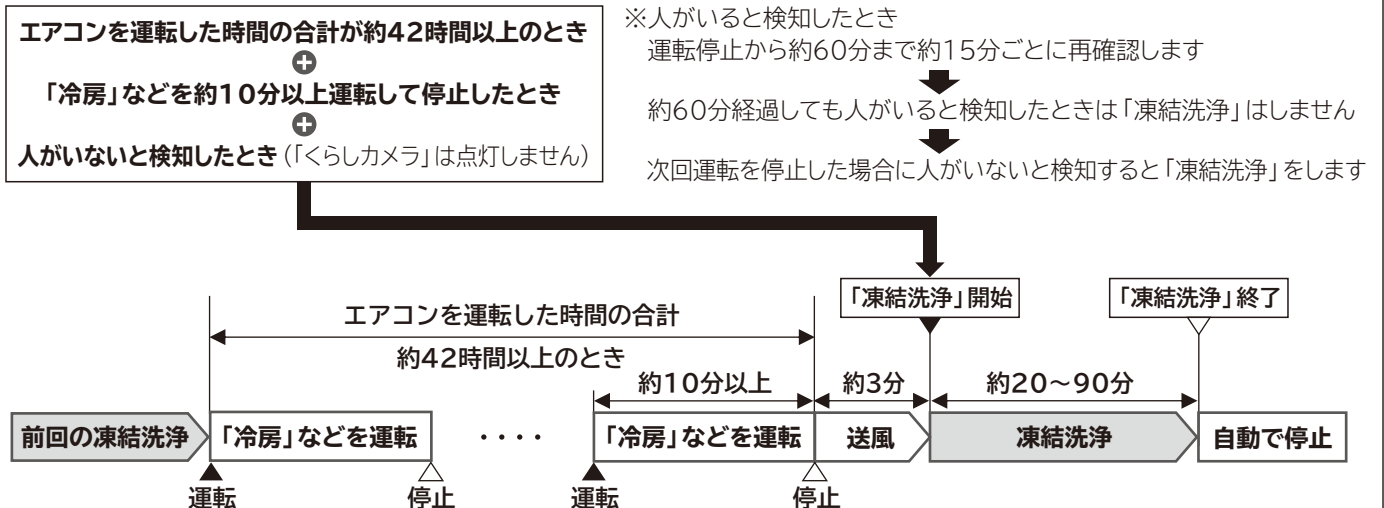 エアコンを運転した時間の合計が約42時間以上のとき
＋
「冷房」などを約10分以上運転して停止したとき
＋
人がいないと検知したとき(「くらしカメラ」は点灯しません)
※人がいると検知したとき
運転停止から約60分まで約15分ごとに再確認します
約60分経過しても人がいると検知したときは「凍結洗浄」はしません
次回運転を停止した場合に人がいないと検知すると「凍結洗浄」をします
「凍結洗浄」開始
「凍結洗浄」終了
エアコンを運転した時間の合計
約42時間以上のとき
約10分以上
約3分
約20～90分
前回の凍結洗浄
「冷房」などを運転
・・・・
「冷房」などを運転
送風
凍結洗浄
自動で停止
運転
停止
運転
停止